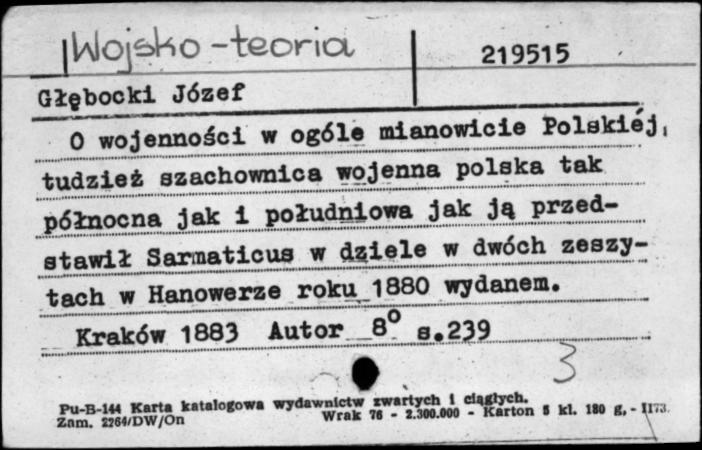 Wojsko-teoria
219515
Głębocki Józef
O wojenności w ogóle mianowicie Polskiéj,
tudzież szachownica wojenna polska tak
północna jak i południowa jak ją przed-
stawił Sarmaticus w dziele w dwóch zeszy-
tach w Hanowerze roku 1880 wydanem.
Kraków 1883 Autor 8° s.239
3
Pu-B-144 Karta katalogowa wydawnictw zwartych i ciągłych.
Zam. 2264/DW/On Wrak 76 - 2.300.000 - Karton 5 kl. 180 g. - 1173.